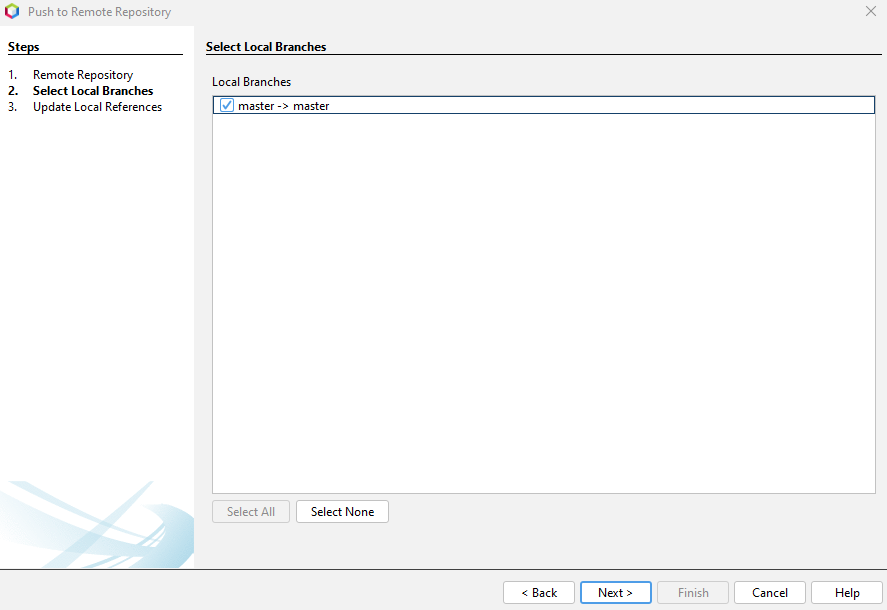 Push to Remote Repository
Steps
1. Remote Repository
2. Select Local Branches
3. Update Local References
Select Local Branches
Local Branches
master -> master
Select All
Select None
< Back
Next >
Finish
Cancel
Help